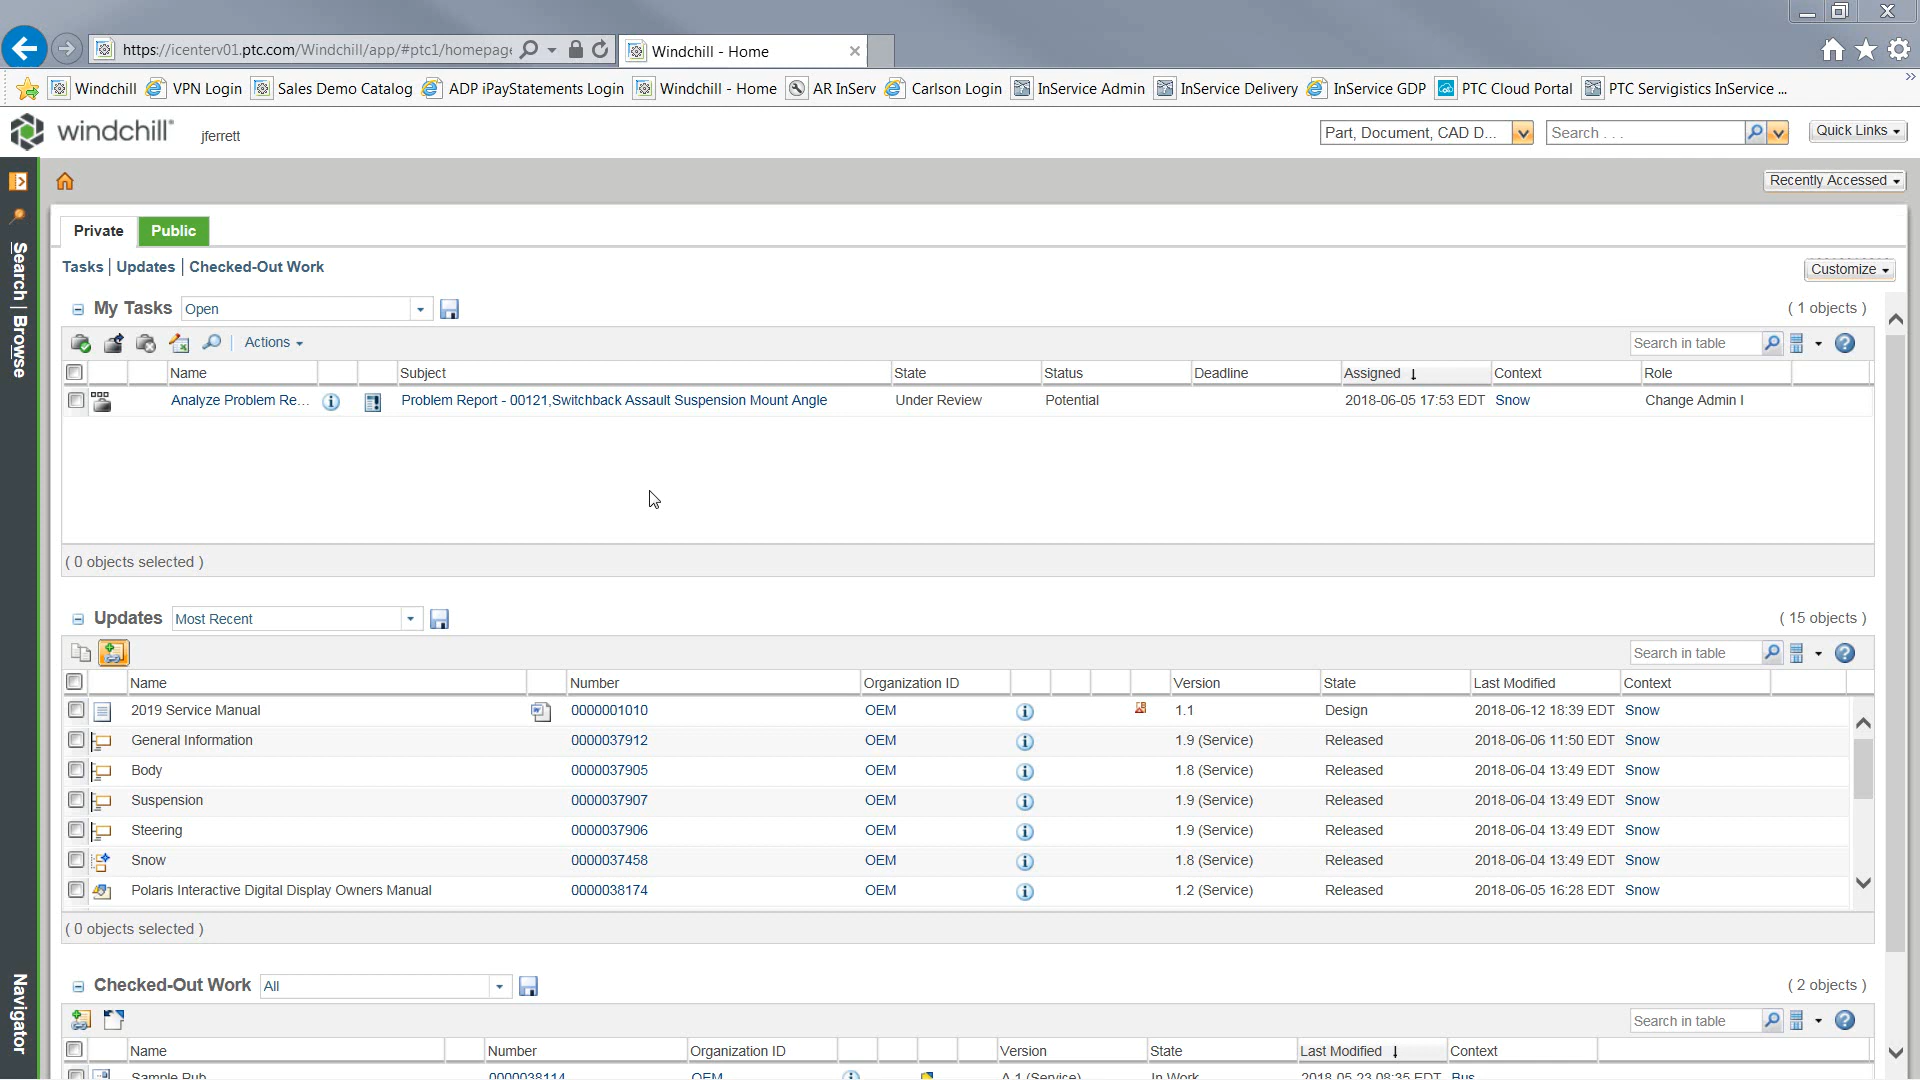 https://icenterv01.ptc.com/Windchill/app/#ptc1/homepage
Windchill - Home
Windchill VPN Login Sales Demo Catalog ADP iPayStatements Login Windchill - Home AR InServ Carlson Login InService Admin InService Delivery InService GDP PTC Cloud Portal PTC Servigistics InService ...
windchill jferrett Part, Document, CAD D... Search . . . Quick Links
Recently Accessed
Private Public
Tasks | Updates | Checked-Out Work
Customize
My Tasks Open ( 1 objects )
Actions Search in table
Name Subject State Status Deadline Assigned Context Role
Analyze Problem Re... Problem Report - 00121,Switchback Assault Suspension Mount Angle Under Review Potential 2018-06-05 17:53 EDT Snow Change Admin I
( 0 objects selected )
Updates Most Recent ( 15 objects )
Search in table
Name Number Organization ID Version State Last Modified Context
2019 Service Manual 0000001010 OEM 1.1 Design 2018-06-12 18:39 EDT Snow
General Information 0000037912 OEM 1.9 (Service) Released 2018-06-06 11:50 EDT Snow
Body 0000037905 OEM 1.8 (Service) Released 2018-06-04 13:49 EDT Snow
Suspension 0000037907 OEM 1.9 (Service) Released 2018-06-04 13:49 EDT Snow
Steering 0000037906 OEM 1.9 (Service) Released 2018-06-04 13:49 EDT Snow
Snow 0000037458 OEM 1.8 (Service) Released 2018-06-04 13:49 EDT Snow
Polaris Interactive Digital Display Owners Manual 0000038174 OEM 1.2 (Service) Released 2018-06-05 16:28 EDT Snow
( 0 objects selected )
Checked-Out Work All ( 2 objects )
Search in table
Name Number Organization ID Version State Last Modified Context
Sample Pub 0000038114 OEM A.1 (Service) In Work 2018-05-23 08:35 EDT Bus
Search | Browse
Navigator